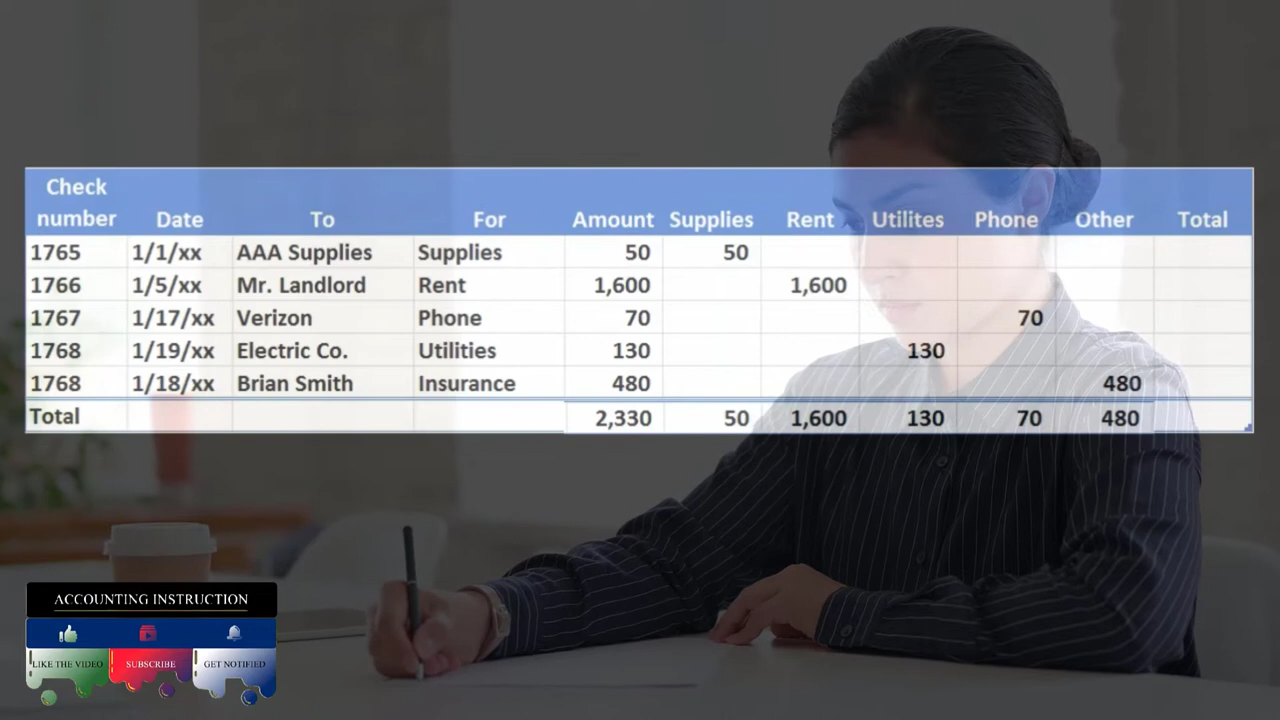 Check number Date To For Amount Supplies Rent Utilites Phone Other Total
1765 1/1/xx AAA Supplies Supplies 50 50
1766 1/5/xx Mr. Landlord Rent 1,600 1,600
1767 1/17/xx Verizon Phone 70 70
1768 1/19/xx Electric Co. Utilities 130 130
1768 1/18/xx Brian Smith Insurance 480 480
Total 2,330 50 1,600 130 70 480
ACCOUNTING INSTRUCTION
LIKE THE VIDEO SUBSCRIBE GET NOTIFIED